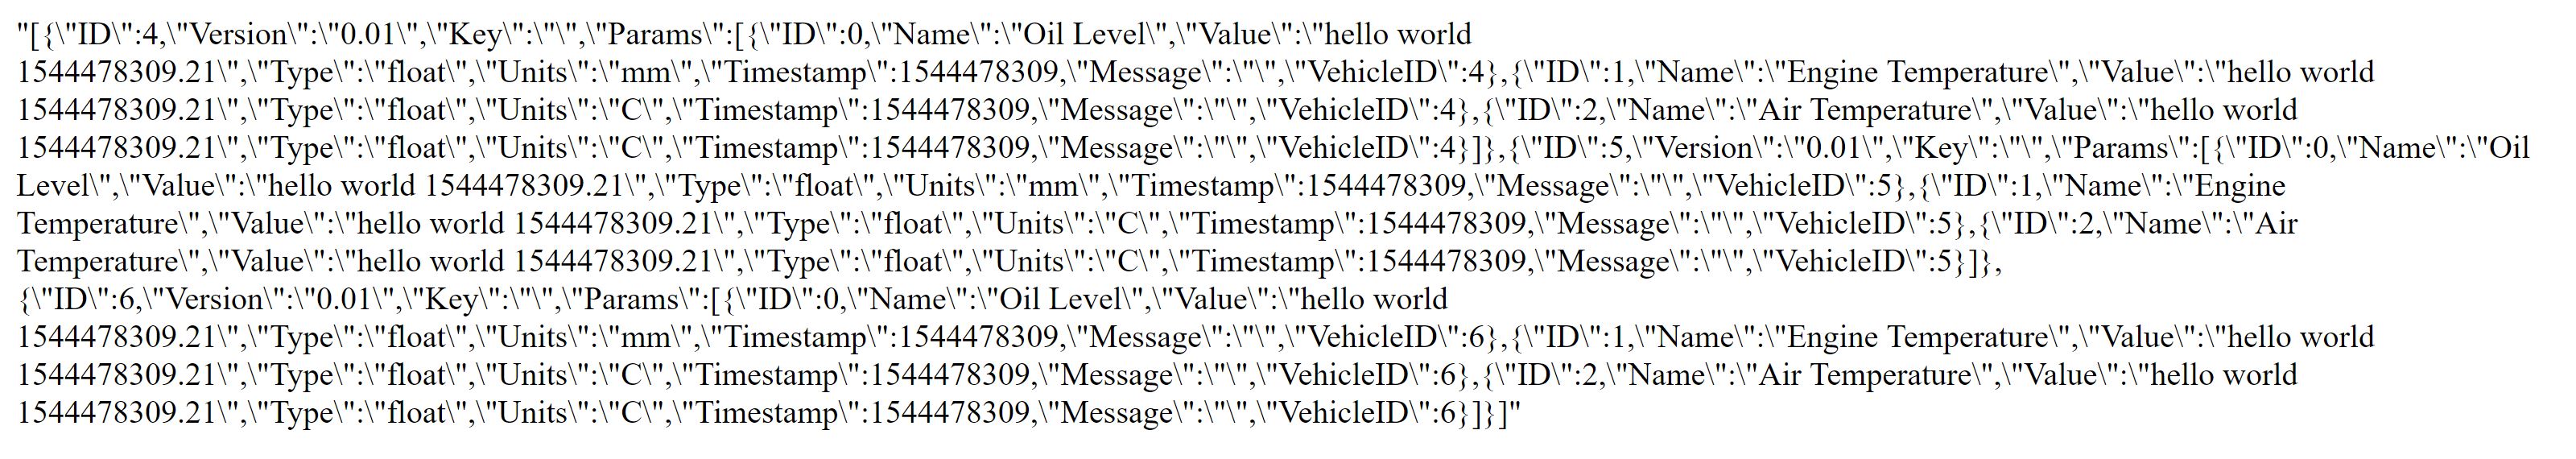 "[{\"ID\":4,\"Version\":\"0.01\",\"Key\":\"\",\"Params\":[{\"ID\":0,\"Name\":\"Oil Level\",\"Value\":\"hello world
1544478309.21\",\"Type\":\"float\",\"Units\":\"mm\",\"Timestamp\":1544478309,\"Message\":\"\",\"VehicleID\":4},{\"ID\":1,\"Name\":\"Engine Temperature\",\"Value\":\"hello world
1544478309.21\",\"Type\":\"float\",\"Units\":\"C\",\"Timestamp\":1544478309,\"Message\":\"\",\"VehicleID\":4},{\"ID\":2,\"Name\":\"Air Temperature\",\"Value\":\"hello world
1544478309.21\",\"Type\":\"float\",\"Units\":\"C\",\"Timestamp\":1544478309,\"Message\":\"\",\"VehicleID\":4}]},{\"ID\":5,\"Version\":\"0.01\",\"Key\":\"\",\"Params\":[{\"ID\":0,\"Name\":\"Oil
Level\",\"Value\":\"hello world 1544478309.21\",\"Type\":\"float\",\"Units\":\"mm\",\"Timestamp\":1544478309,\"Message\":\"\",\"VehicleID\":5},{\"ID\":1,\"Name\":\"Engine
Temperature\",\"Value\":\"hello world 1544478309.21\",\"Type\":\"float\",\"Units\":\"C\",\"Timestamp\":1544478309,\"Message\":\"\",\"VehicleID\":5},{\"ID\":2,\"Name\":\"Air
Temperature\",\"Value\":\"hello world 1544478309.21\",\"Type\":\"float\",\"Units\":\"C\",\"Timestamp\":1544478309,\"Message\":\"\",\"VehicleID\":5}]},
{\"ID\":6,\"Version\":\"0.01\",\"Key\":\"\",\"Params\":[{\"ID\":0,\"Name\":\"Oil Level\",\"Value\":\"hello world
1544478309.21\",\"Type\":\"float\",\"Units\":\"mm\",\"Timestamp\":1544478309,\"Message\":\"\",\"VehicleID\":6},{\"ID\":1,\"Name\":\"Engine Temperature\",\"Value\":\"hello world
1544478309.21\",\"Type\":\"float\",\"Units\":\"C\",\"Timestamp\":1544478309,\"Message\":\"\",\"VehicleID\":6},{\"ID\":2,\"Name\":\"Air Temperature\",\"Value\":\"hello world
1544478309.21\",\"Type\":\"float\",\"Units\":\"C\",\"Timestamp\":1544478309,\"Message\":\"\",\"VehicleID\":6}]}]"